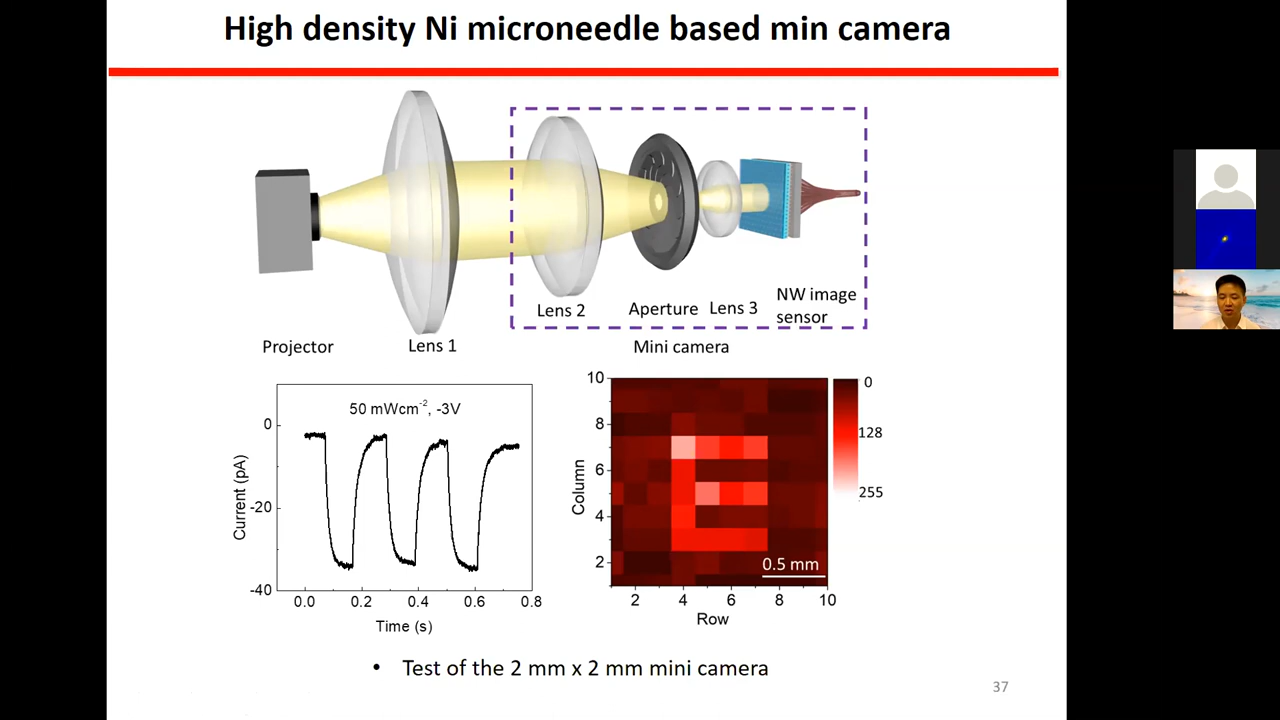 High density Ni microneedle based min camera
Lens 2
Aperture
Lens 3
NW image
sensor
Projector
Lens 1
Mini camera
50 mWcm-2, -3V
0
-20
-40
Current (pA)
0.0
0.2
0.4
0.6
0.8
Time (s)
10
8
6
4
2
Column
0.5 mm
2
4
6
8
10
Row
0
128
255
• Test of the 2 mm x 2 mm mini camera
37